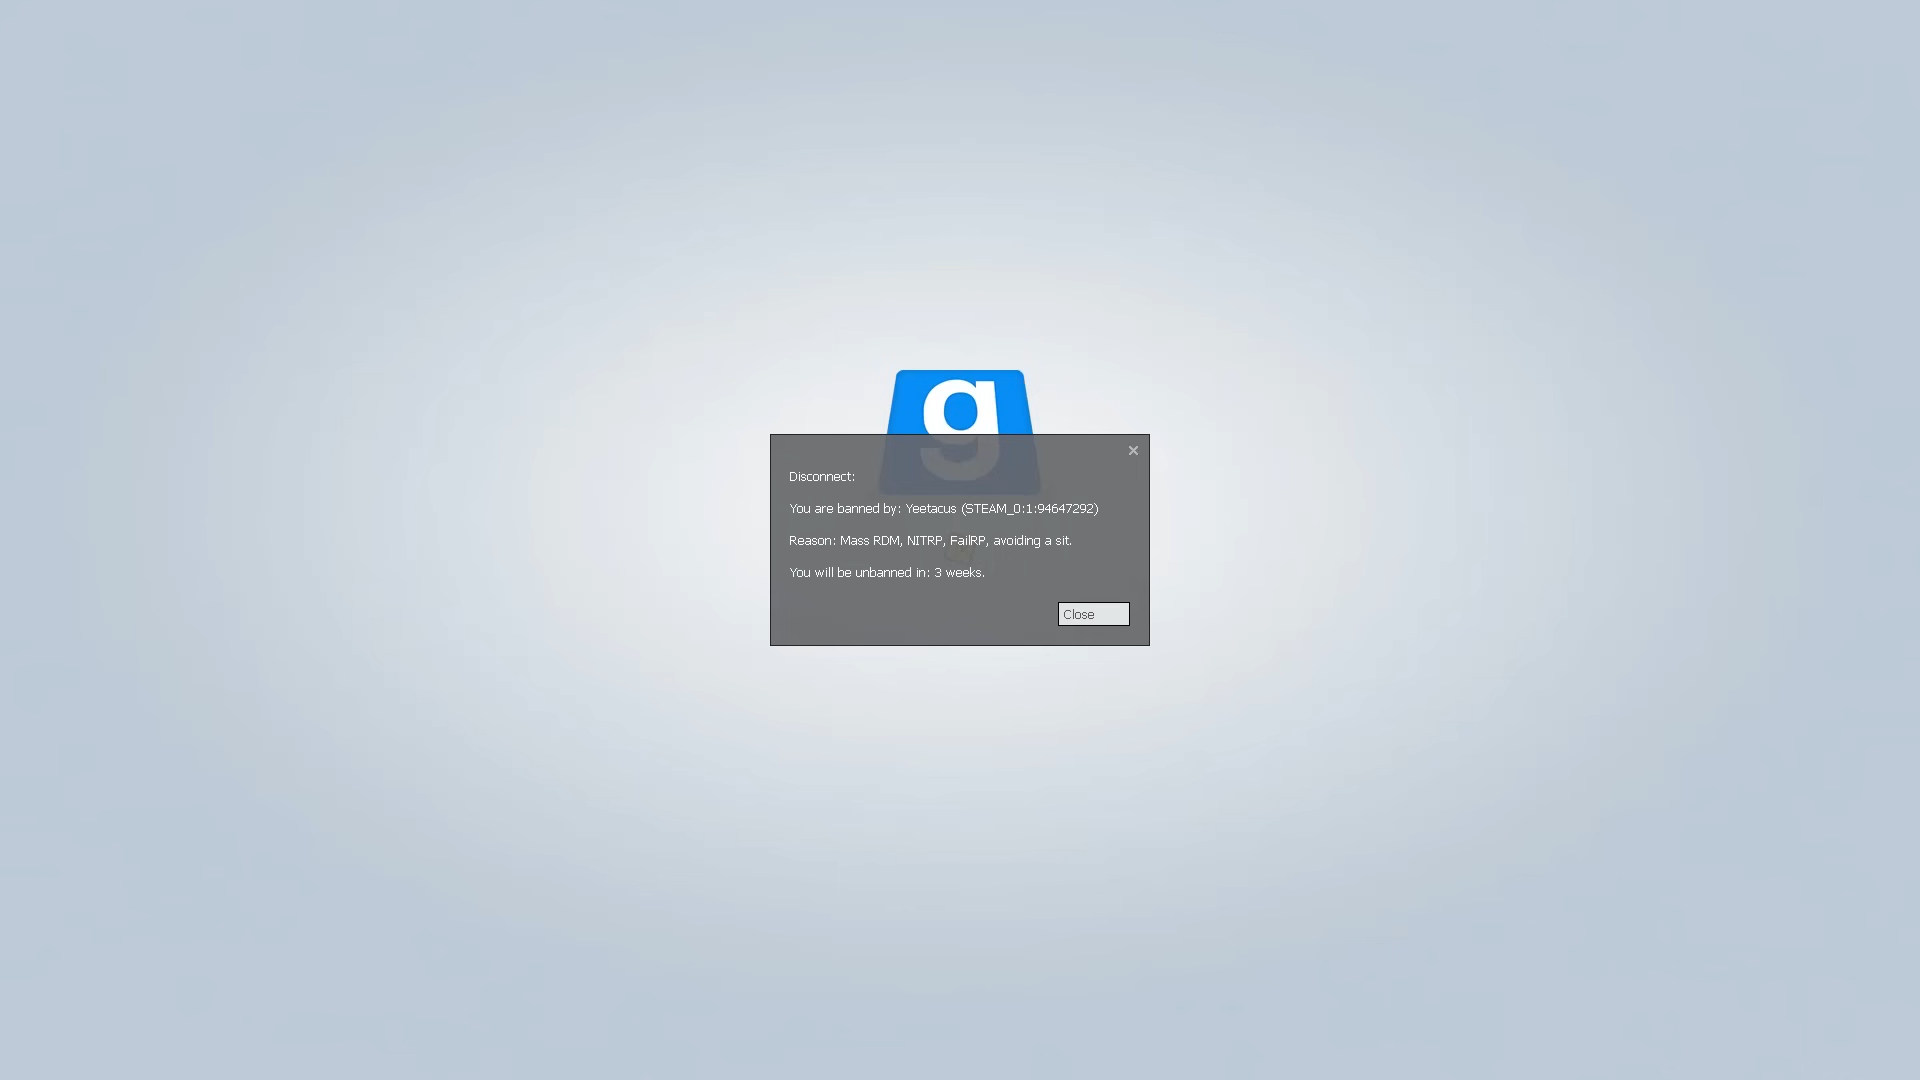 g
Disconnect:
You are banned by: Yeetacus (STEAM_0:1:94647292)
Reason: Mass RDM, NITRP, FailRP, avoiding a sit.
You will be unbanned in: 3 weeks.
Close